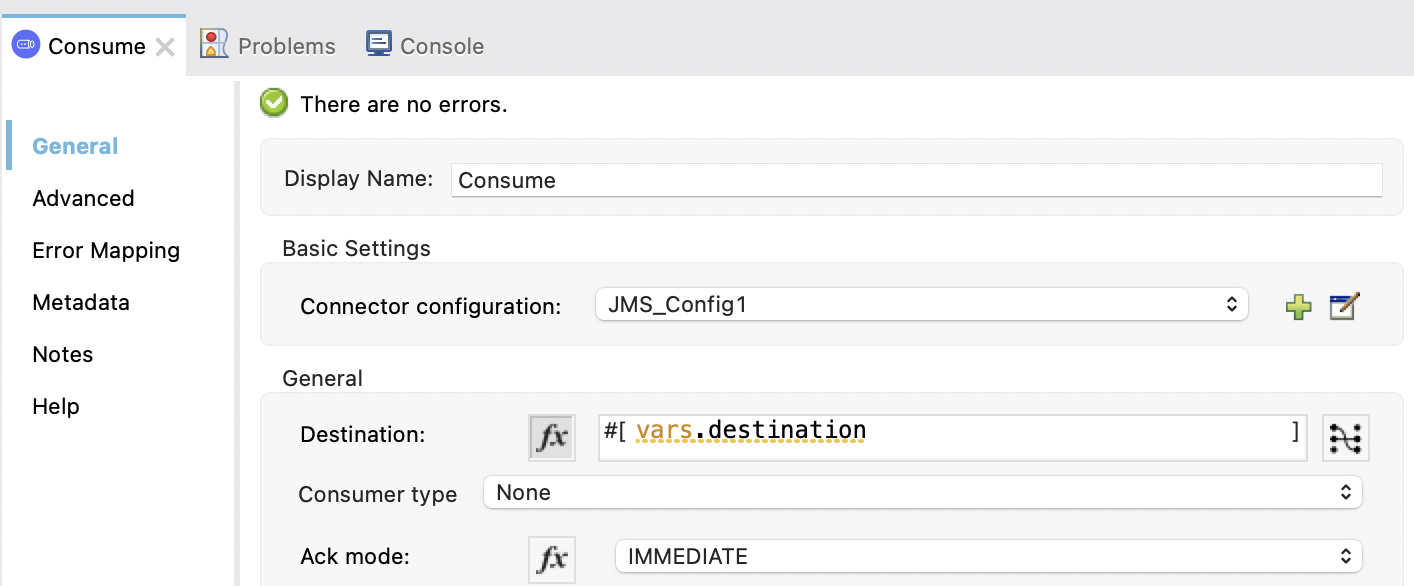 Consume
Problems
Console
General
Advanced
Error Mapping
Metadata
Notes
Help
There are no errors.
Display Name: Consume
Basic Settings
Connector configuration: JMS_Config1
General
Destination: fx #[ vars.destination ]
Consumer type None
Ack mode: fx IMMEDIATE